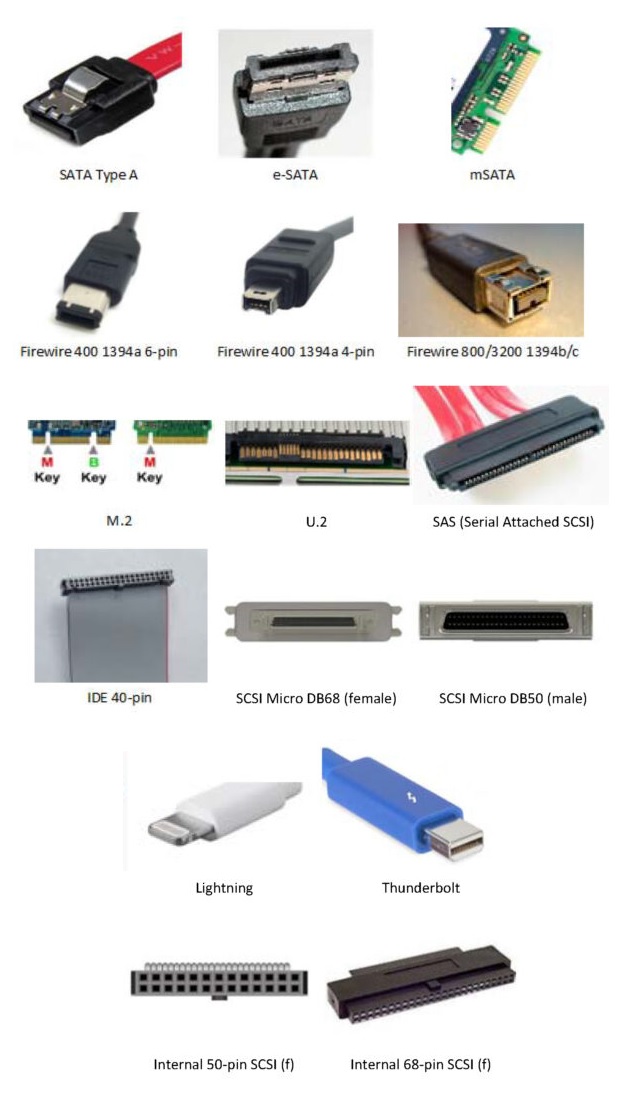 SATA Type A
e-SATA
mSATA
Firewire 400 1394a 6-pin
Firewire 400 1394a 4-pin
Firewire 800/3200 1394b/c
M
Key
B
Key
M
Key
M.2
U.2
SAS (Serial Attached SCSI)
IDE 40-pin
SCSI Micro DB68 (female)
SCSI Micro DB50 (male)
Lightning
Thunderbolt
Internal 50-pin SCSI (f)
Internal 68-pin SCSI (f)